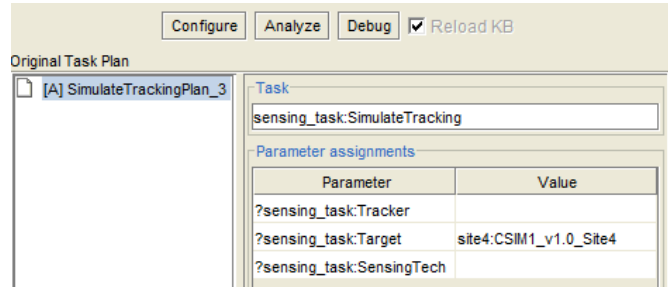 Configure Analyze Debug Reload KB
Original Task Plan
[A] SimulateTrackingPlan_3
Task
sensing_task:SimulateTracking
Parameter assignments
Parameter Value
?sensing_task:Tracker
?sensing_task:Target site4:CSIM1_v1.0_Site4
?sensing_task:SensingTech